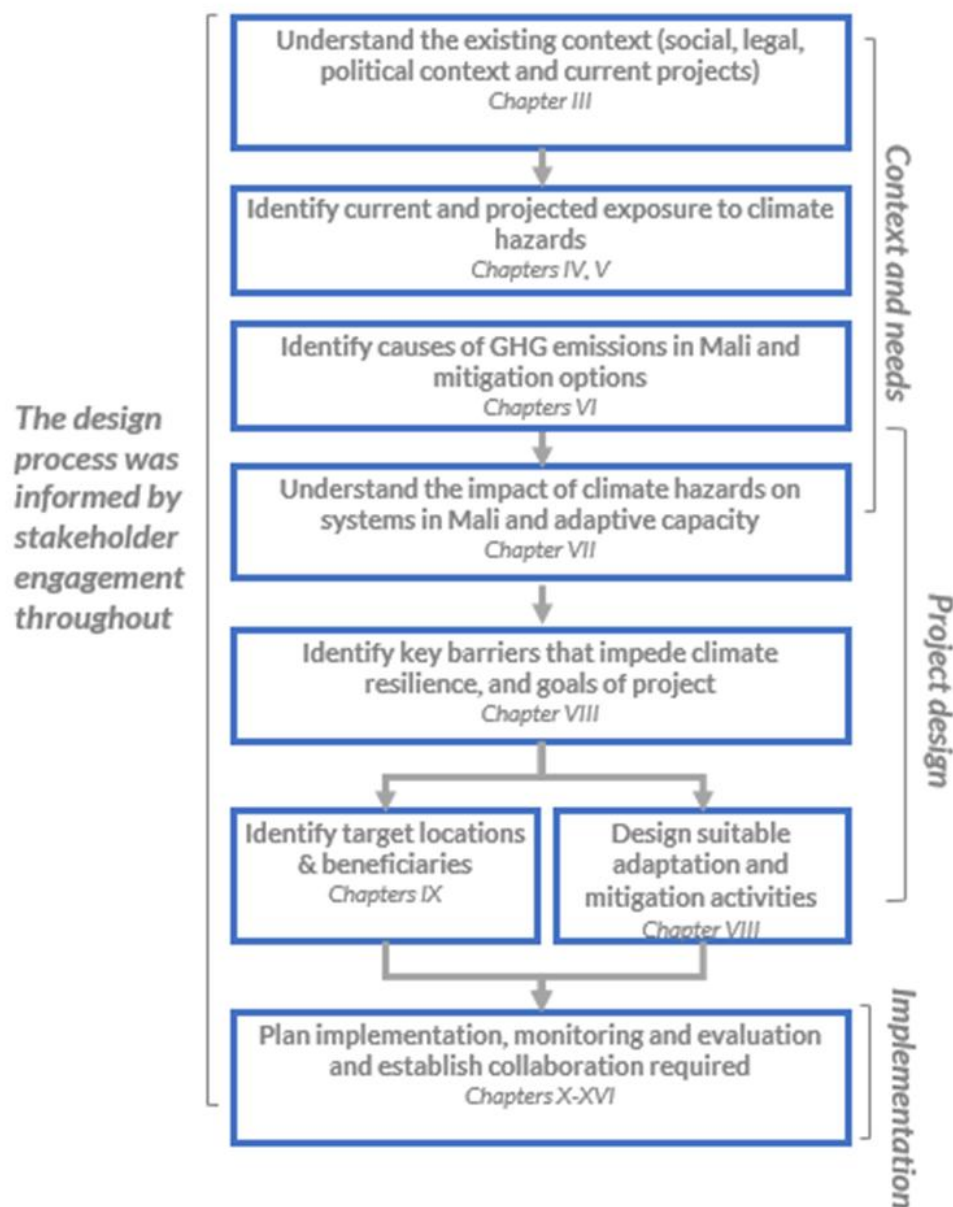 Understand the existing context (social, legal,
political context and current projects)
Chapter III
Identify current and projected exposure to climate
hazards
Chapters IV, V
Identify causes of GHG emissions in Mali and
mitigation options
Chapters VI
Understand the impact of climate hazards on
systems in Mali and adaptive capacity
Chapter VII
Identify key barriers that impede climate
resilience, and goals of project
Chapter VIII
Identify target locations
& beneficiaries
Chapters IX
Design suitable
adaptation and
mitigation activities
Chapter VIII
Plan implementation, monitoring and evaluation
and establish collaboration required
Chapters X-XVI
The design
process was
informed by
stakeholder
engagement
throughout
Context and needs
Project design
Implementation